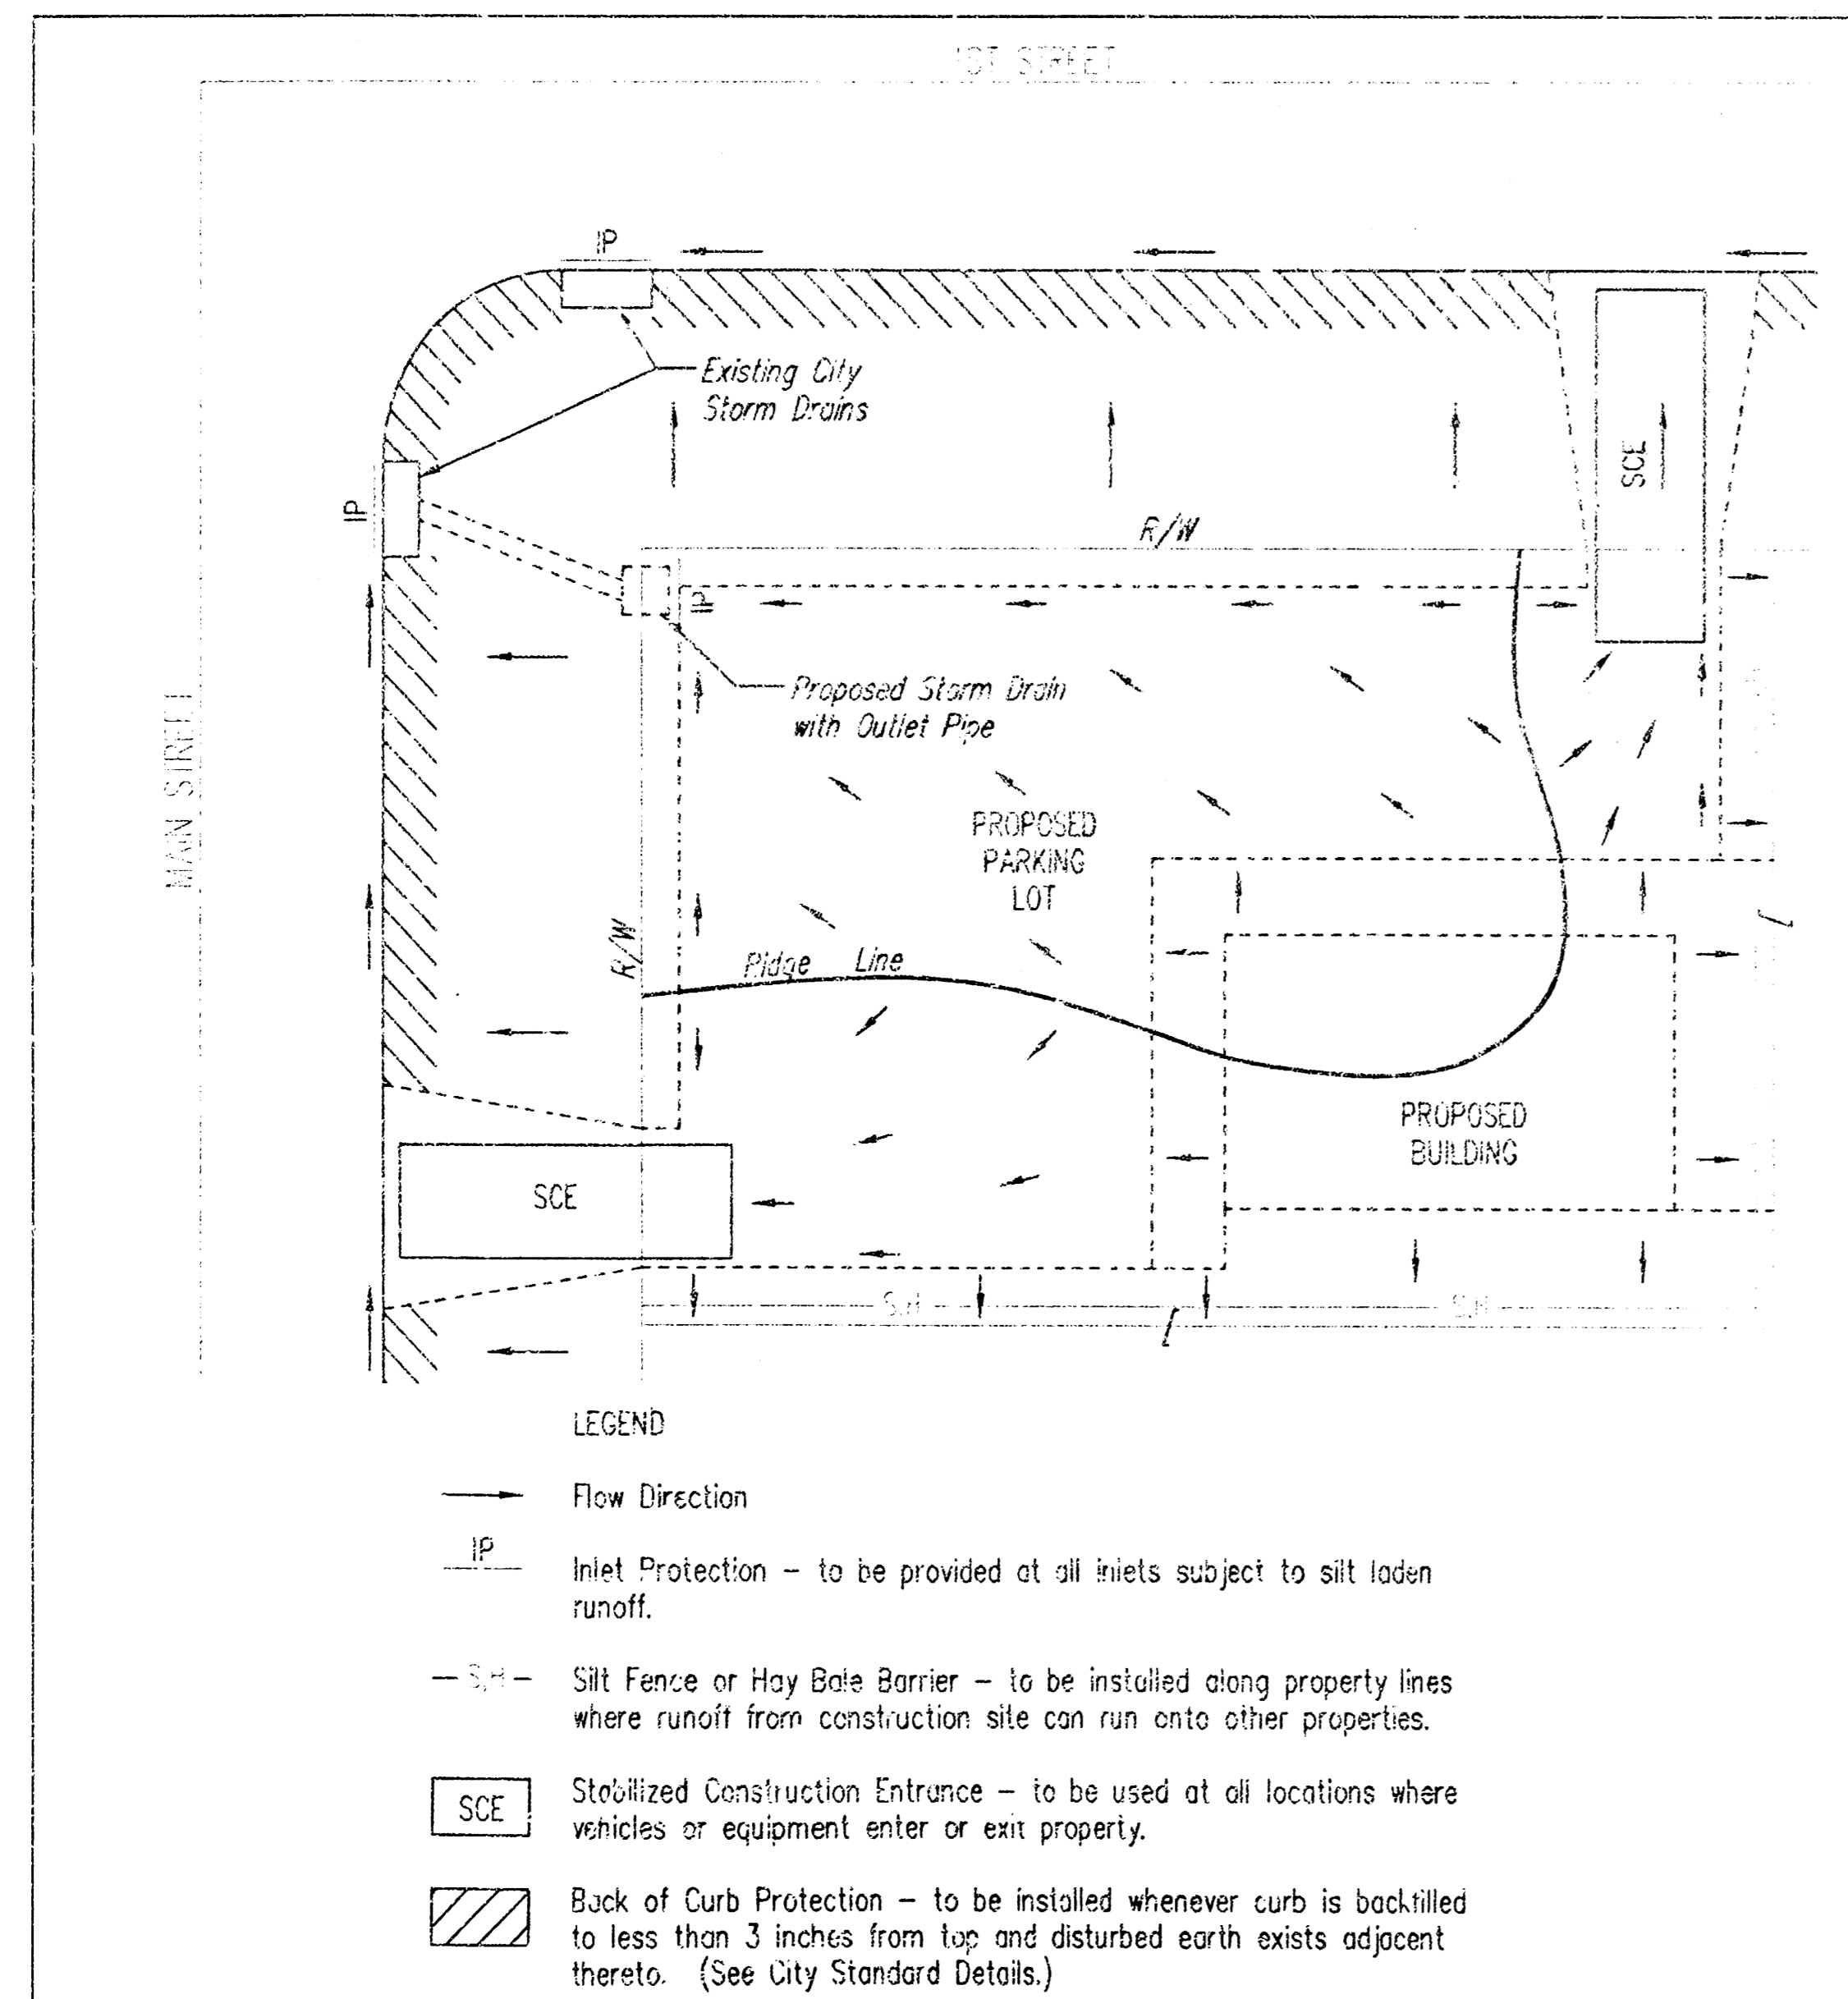 1ST STREET
IP
Existing City
Storm Drains
IP
SCE
R/W
IP
Proposed Storm Drain
with Outlet Pipe
MAIN STREET
PROPOSED
PARKING
LOT
R/W
Ridge Line
PROPOSED
BUILDING
SCE
S,H
S,H
LEGEND
Flow Direction
IP
Inlet Protection – to be provided at all inlets subject to silt laden
runoff.
S,H
Silt Fence or Hay Bale Barrier – to be installed along property lines
where runoff from construction site can run onto other properties.
SCE
Stabilized Construction Entrance – to be used at all locations where
vehicles or equipment enter or exit property.
Back of Curb Protection – to be installed whenever curb is backfilled
to less than 3 inches from top and disturbed earth exists adjacent
thereto. (See City Standard Details.)